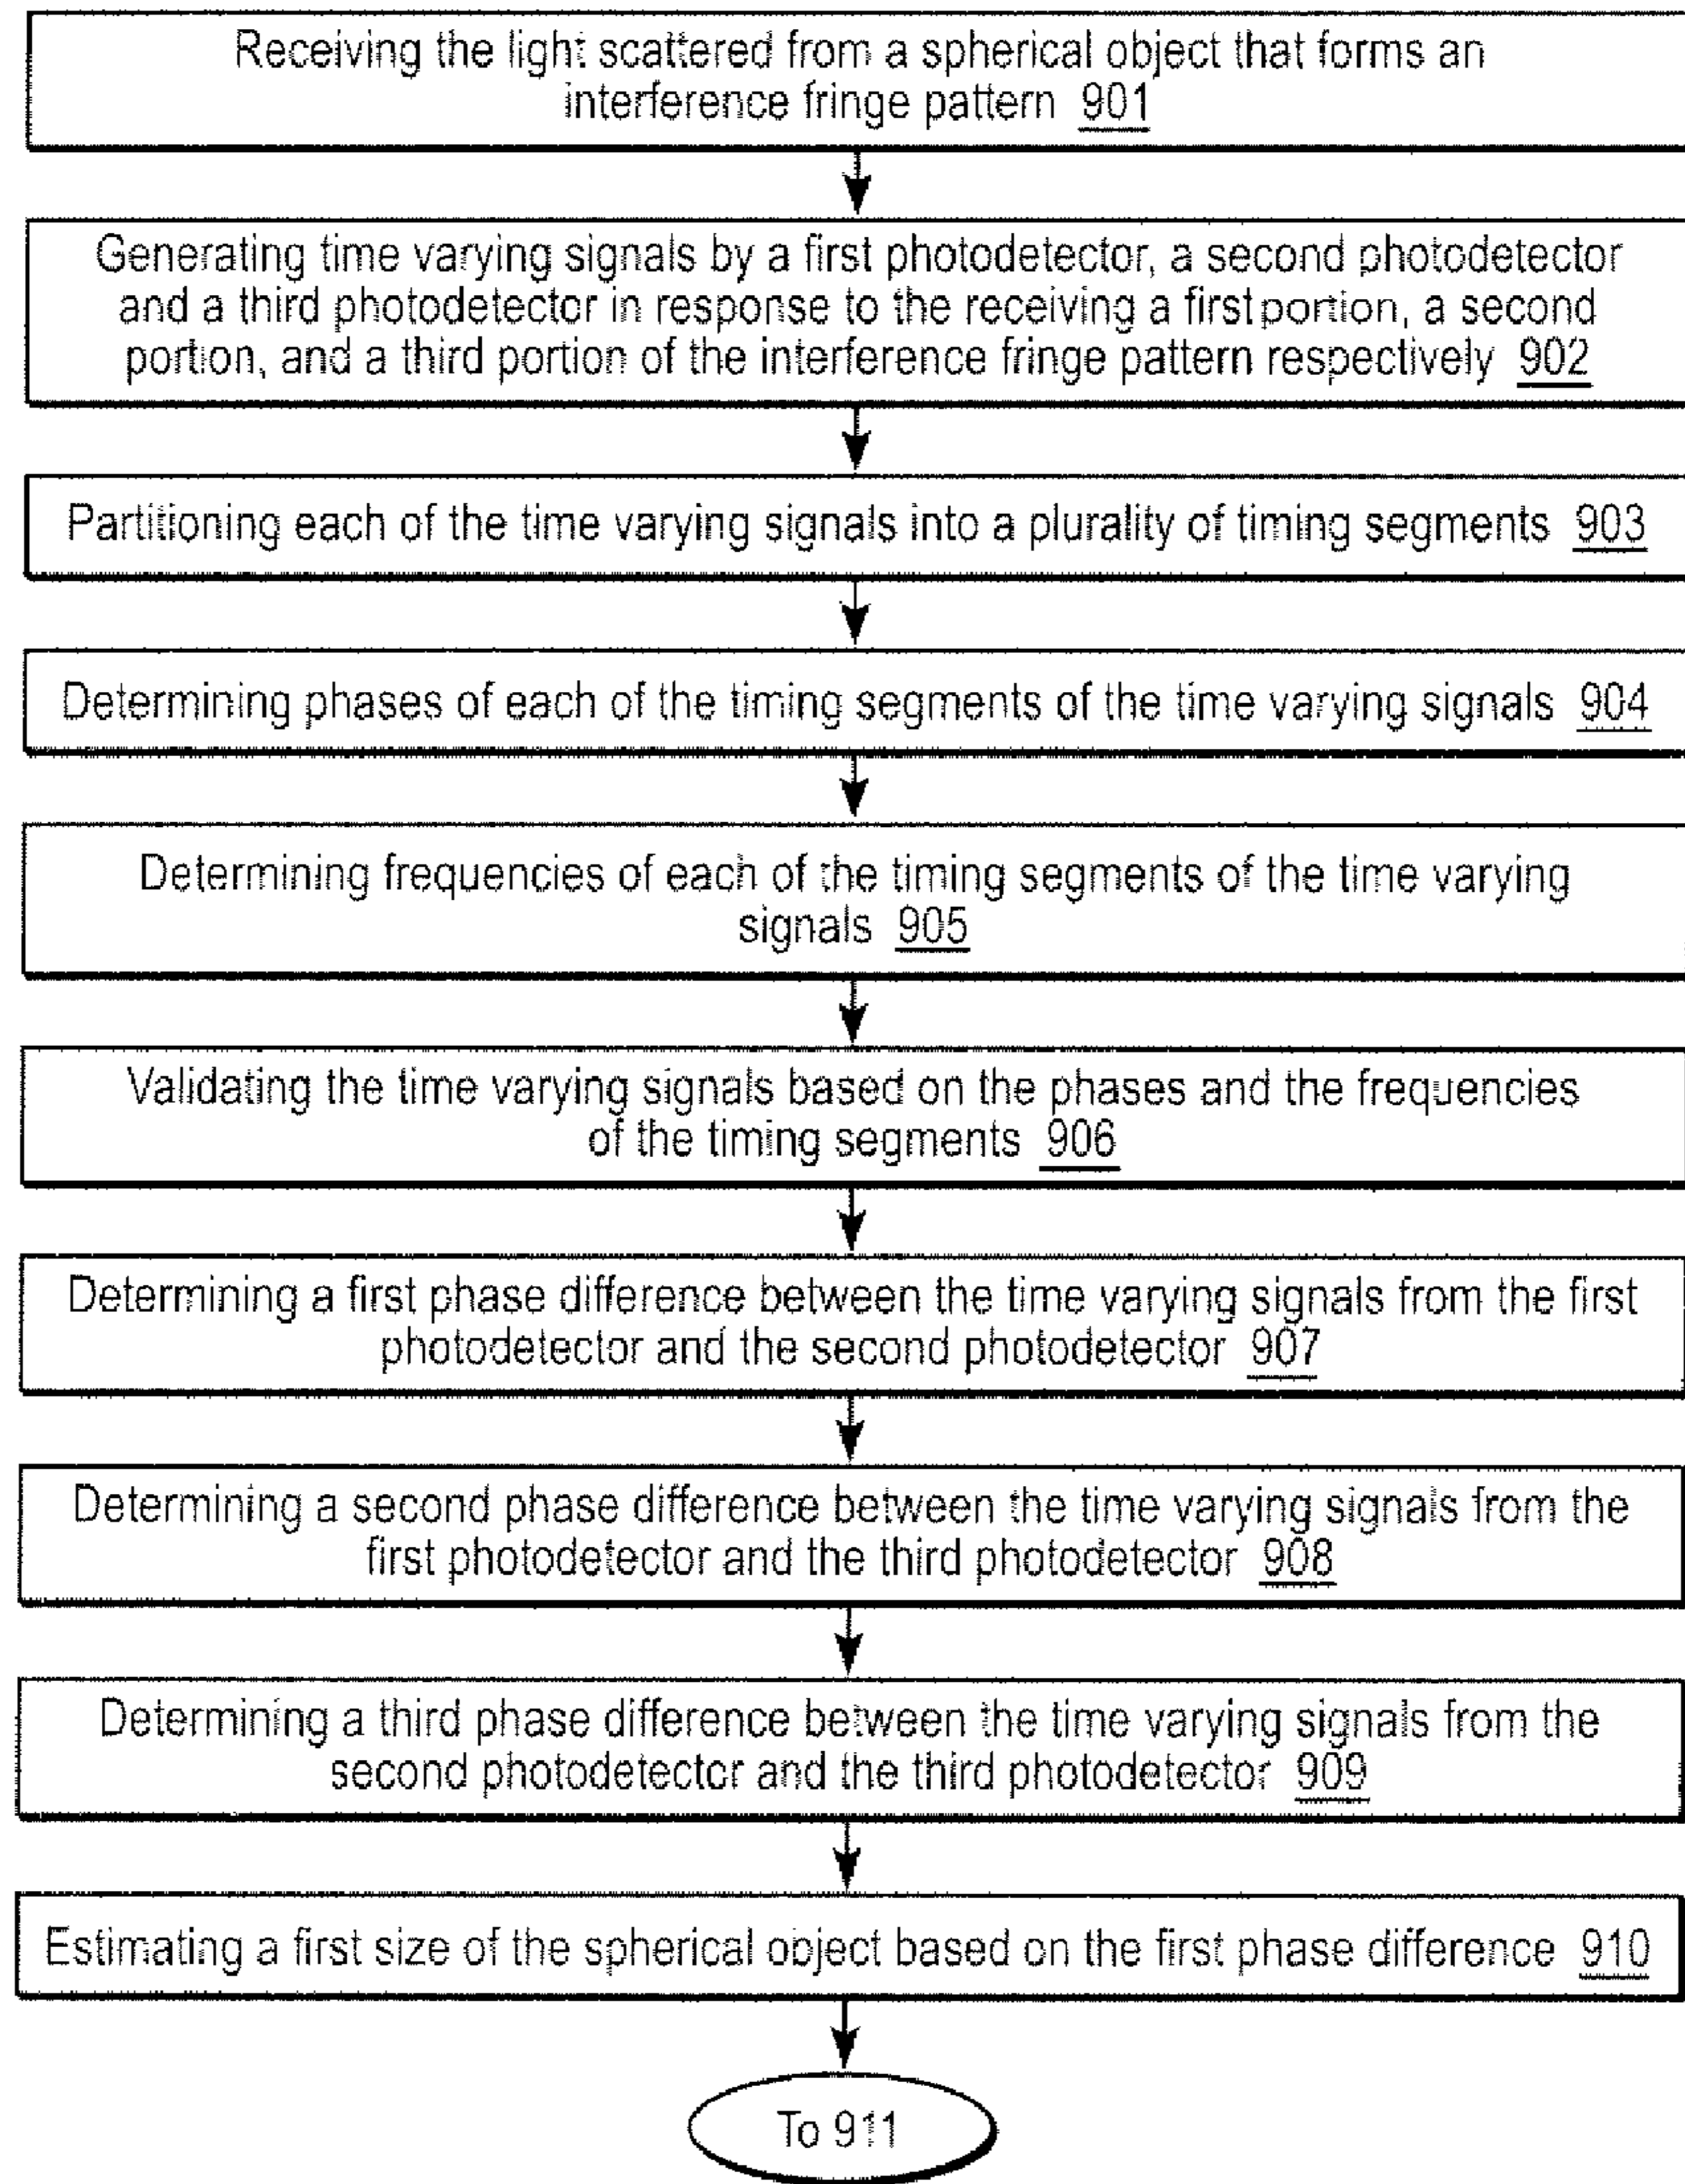 Receiving the light scattered from a spherical object that forms an
interference fringe pattern 901
Generating time varying signals by a first photodetector, a second photodetector
and a third photodetector in response to the receiving a first portion, a second
portion, and a third portion of the interference fringe pattern respectively 902
Partitioning each of the time varying signals into a plurality of timing segments 903
Determining phases of each of the timing segments of the time varying signals 904
Determining frequencies of each of the timing segments of the time varying
signals 905
Validating the time varying signals based on the phases and the frequencies
of the timing segments 906
Determining a first phase difference between the time varying signals from the first
photodetector and the second photodetector 907
Determining a second phase difference between the time varying signals from the
first photodetector and the third photodetector 908
Determining a third phase difference between the time varying signals from the
second photodetector and the third photodetector 909
Estimating a first size of the spherical object based on the first phase difference 910
To 911